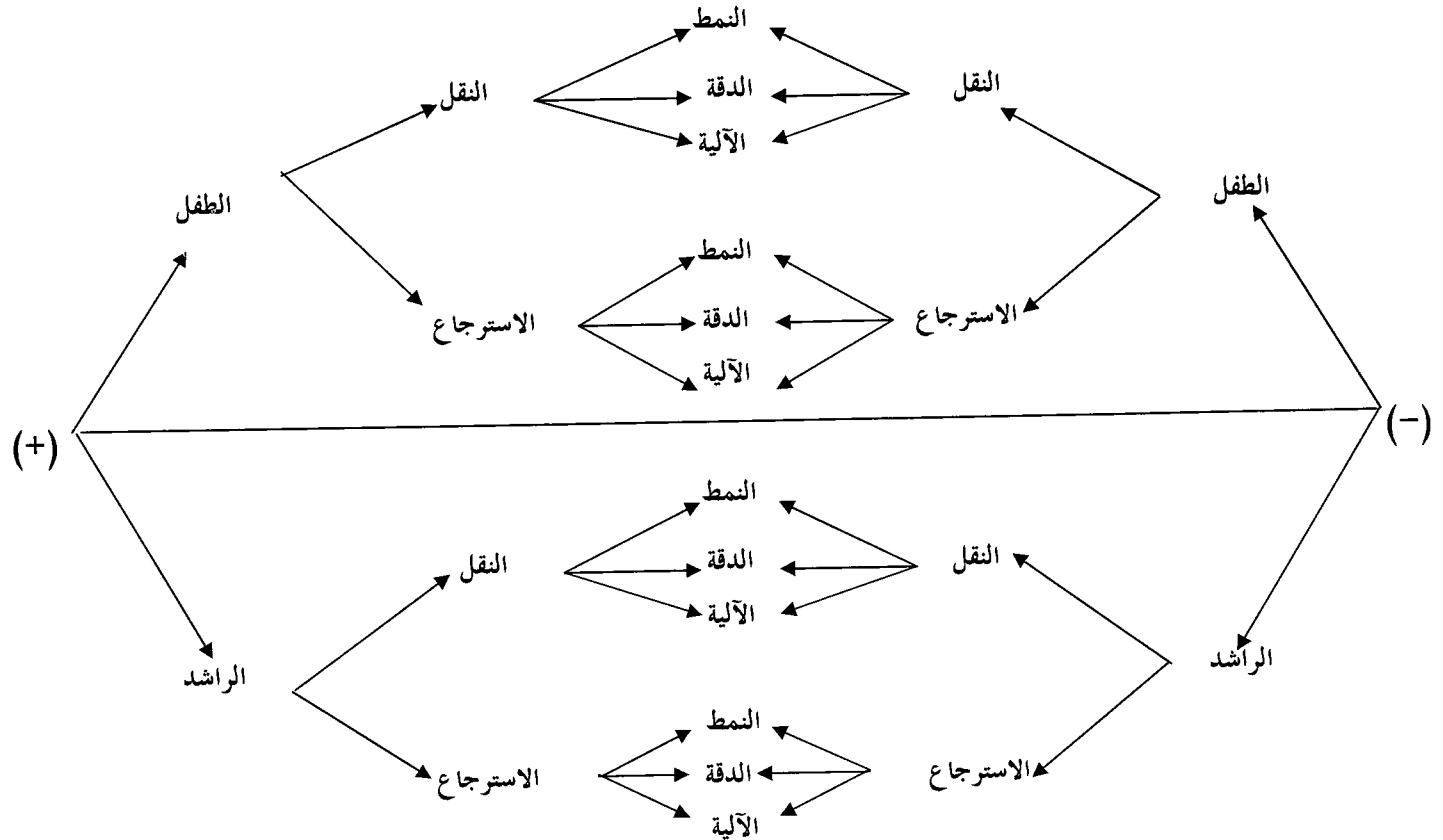 النمط
النقل الدقة النقل
الآلية
الطفل الطفل
النمط
الاسترجاع الدقة الاسترجاع
الآلية
(-) (+)
النمط
النقل الدقة النقل
الآلية
الراشد الراشد
النمط
الاسترجاع الدقة الاسترجاع
الآلية